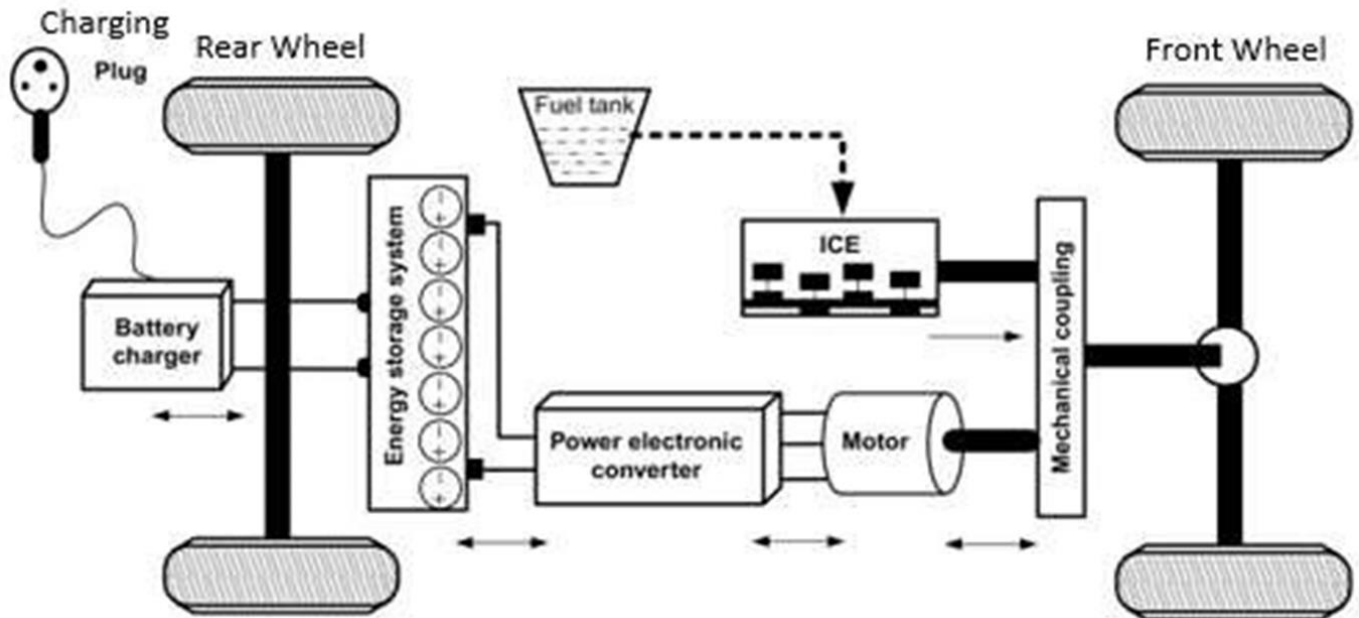 Charging
Plug
Rear Wheel
Front Wheel
Fuel tank
ICE
Battery
charger
Energy storage system
Power electronic
converter
Motor
Mechanical coupling